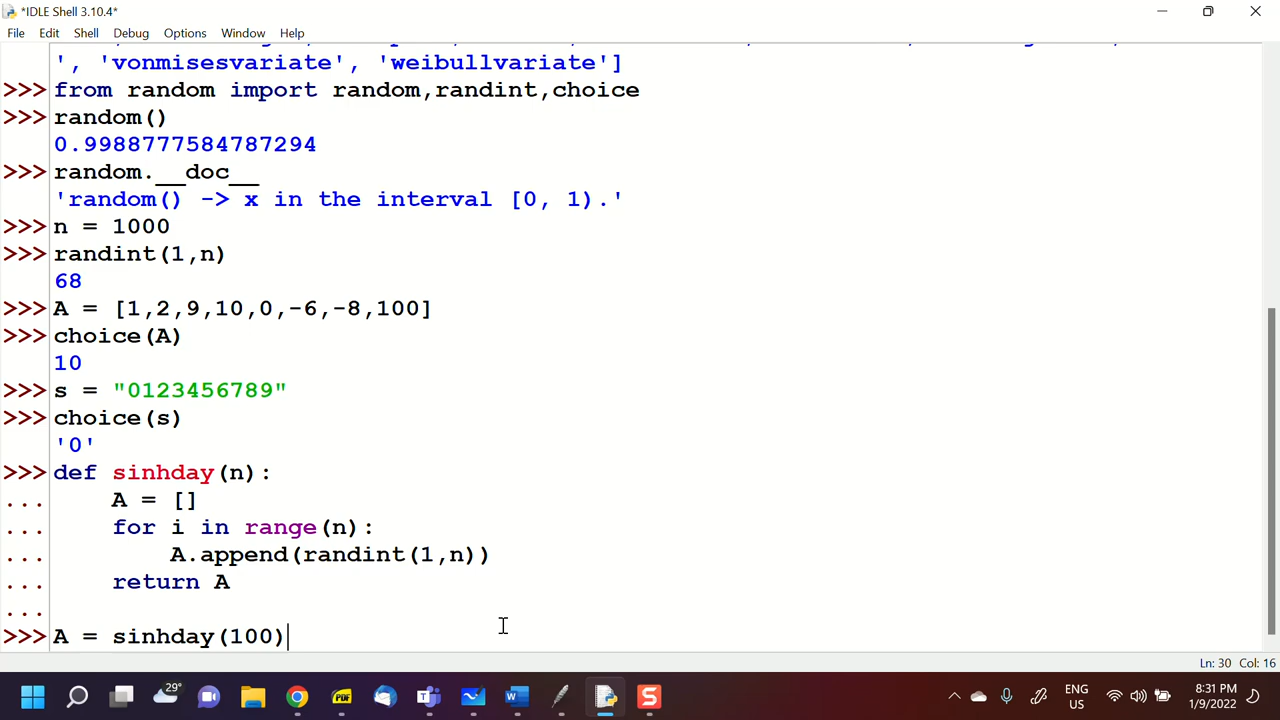 *IDLE Shell 3.10.4*
File Edit Shell Debug Options Window Help
', 'vonmisesvariate', 'weibullvariate']
>>> from random import random,randint,choice
>>> random()
0.9988777584787294
>>> random.__doc__
'random() -> x in the interval [0, 1).'
>>> n = 1000
>>> randint(1,n)
68
>>> A = [1,2,9,10,0,-6,-8,100]
>>> choice(A)
10
>>> s = "0123456789"
>>> choice(s)
'0'
>>> def sinhday(n):
...     A = []
...     for i in range(n):
...         A.append(randint(1,n))
...     return A
...
>>> A = sinhday(100)
Ln: 30 Col: 16
29°
PDF
ENG
US
8:31 PM
1/9/2022